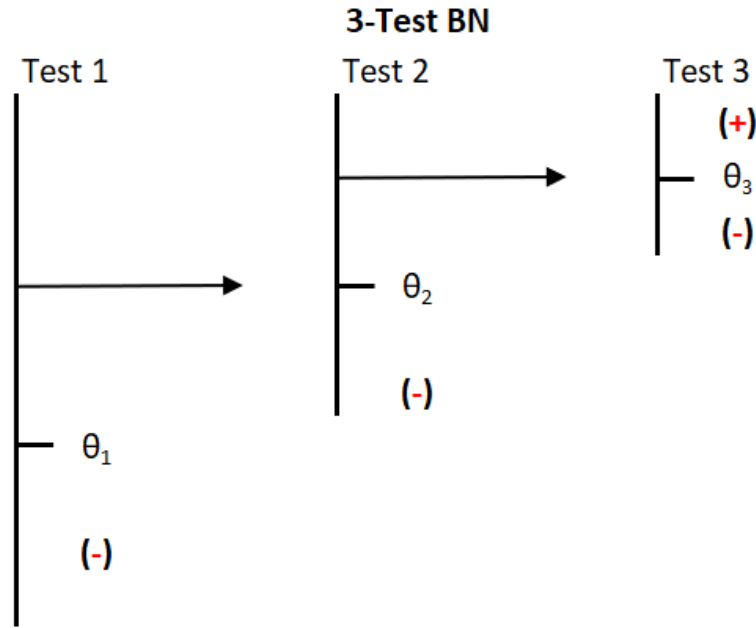 3-Test BN
Test 1
Test 2
Test 3
(+)
θ₃
(-)
θ₂
(-)
θ₁
(-)